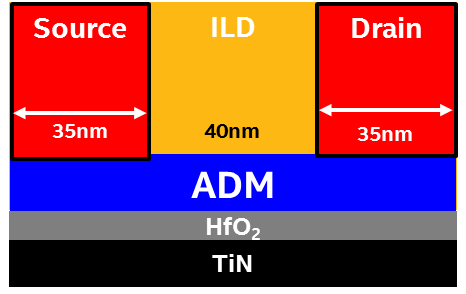 Source ILD Drain
35nm 40nm 35nm
ADM
HfO₂
TiN